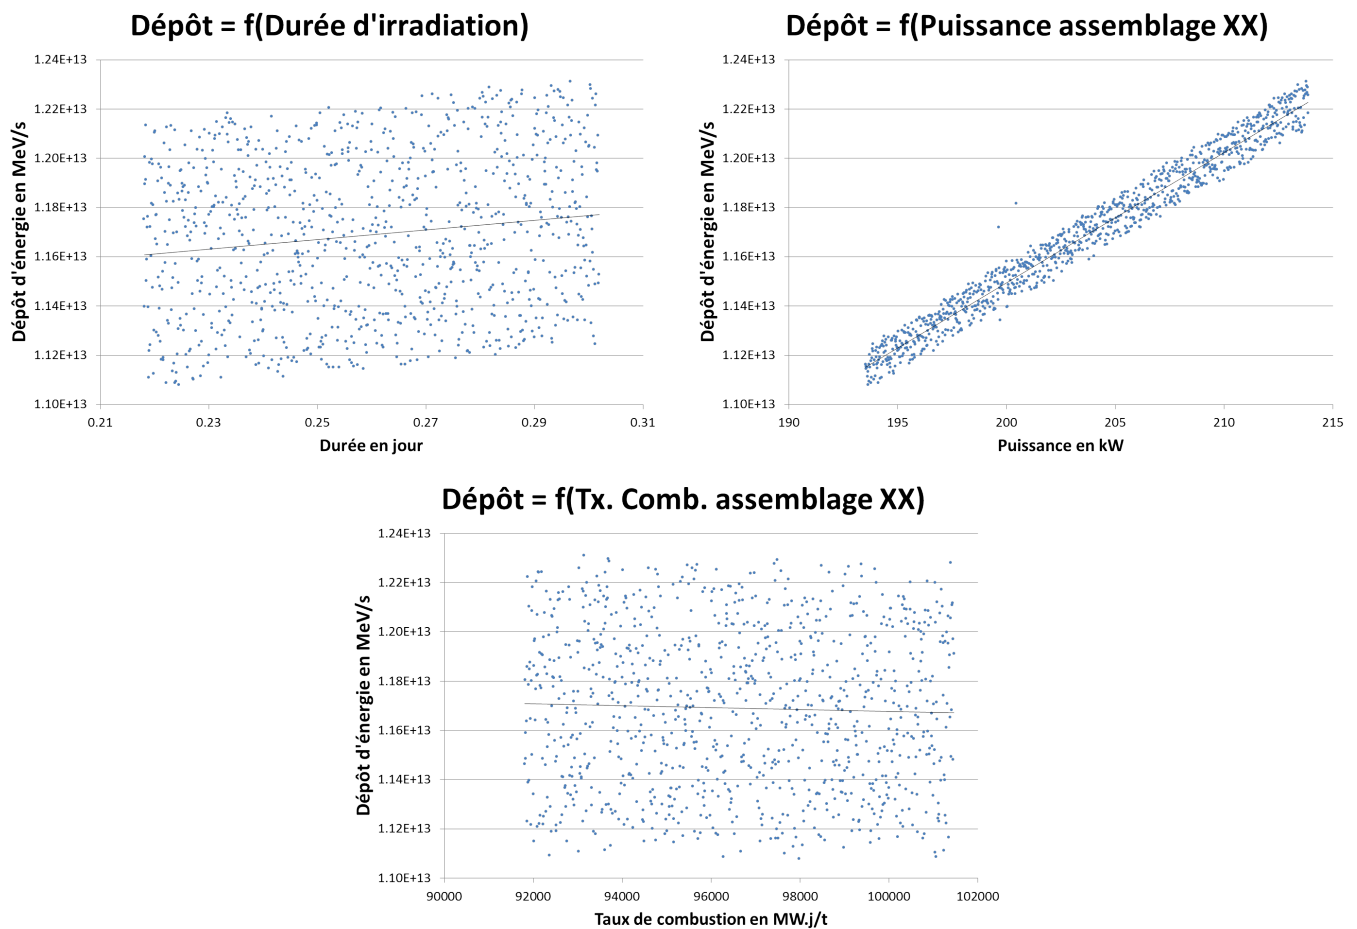 Dépôt = f(Durée d'irradiation)
1.24E+13
1.22E+13
1.20E+13
1.18E+13
1.16E+13
1.14E+13
1.12E+13
1.10E+13
Dépôt d'énergie en MeV/s
0.21 0.23 0.25 0.27 0.29 0.31
Durée en jour
Dépôt = f(Puissance assemblage XX)
1.24E+13
1.22E+13
1.20E+13
1.18E+13
1.16E+13
1.14E+13
1.12E+13
1.10E+13
Dépôt d'énergie en MeV/s
190 195 200 205 210 215
Puissance en kW
Dépôt = f(Tx. Comb. assemblage XX)
1.24E+13
1.22E+13
1.20E+13
1.18E+13
1.16E+13
1.14E+13
1.12E+13
1.10E+13
Dépôt d'énergie en MeV/s
90000 92000 94000 96000 98000 100000 102000
Taux de combustion en MW.j/t